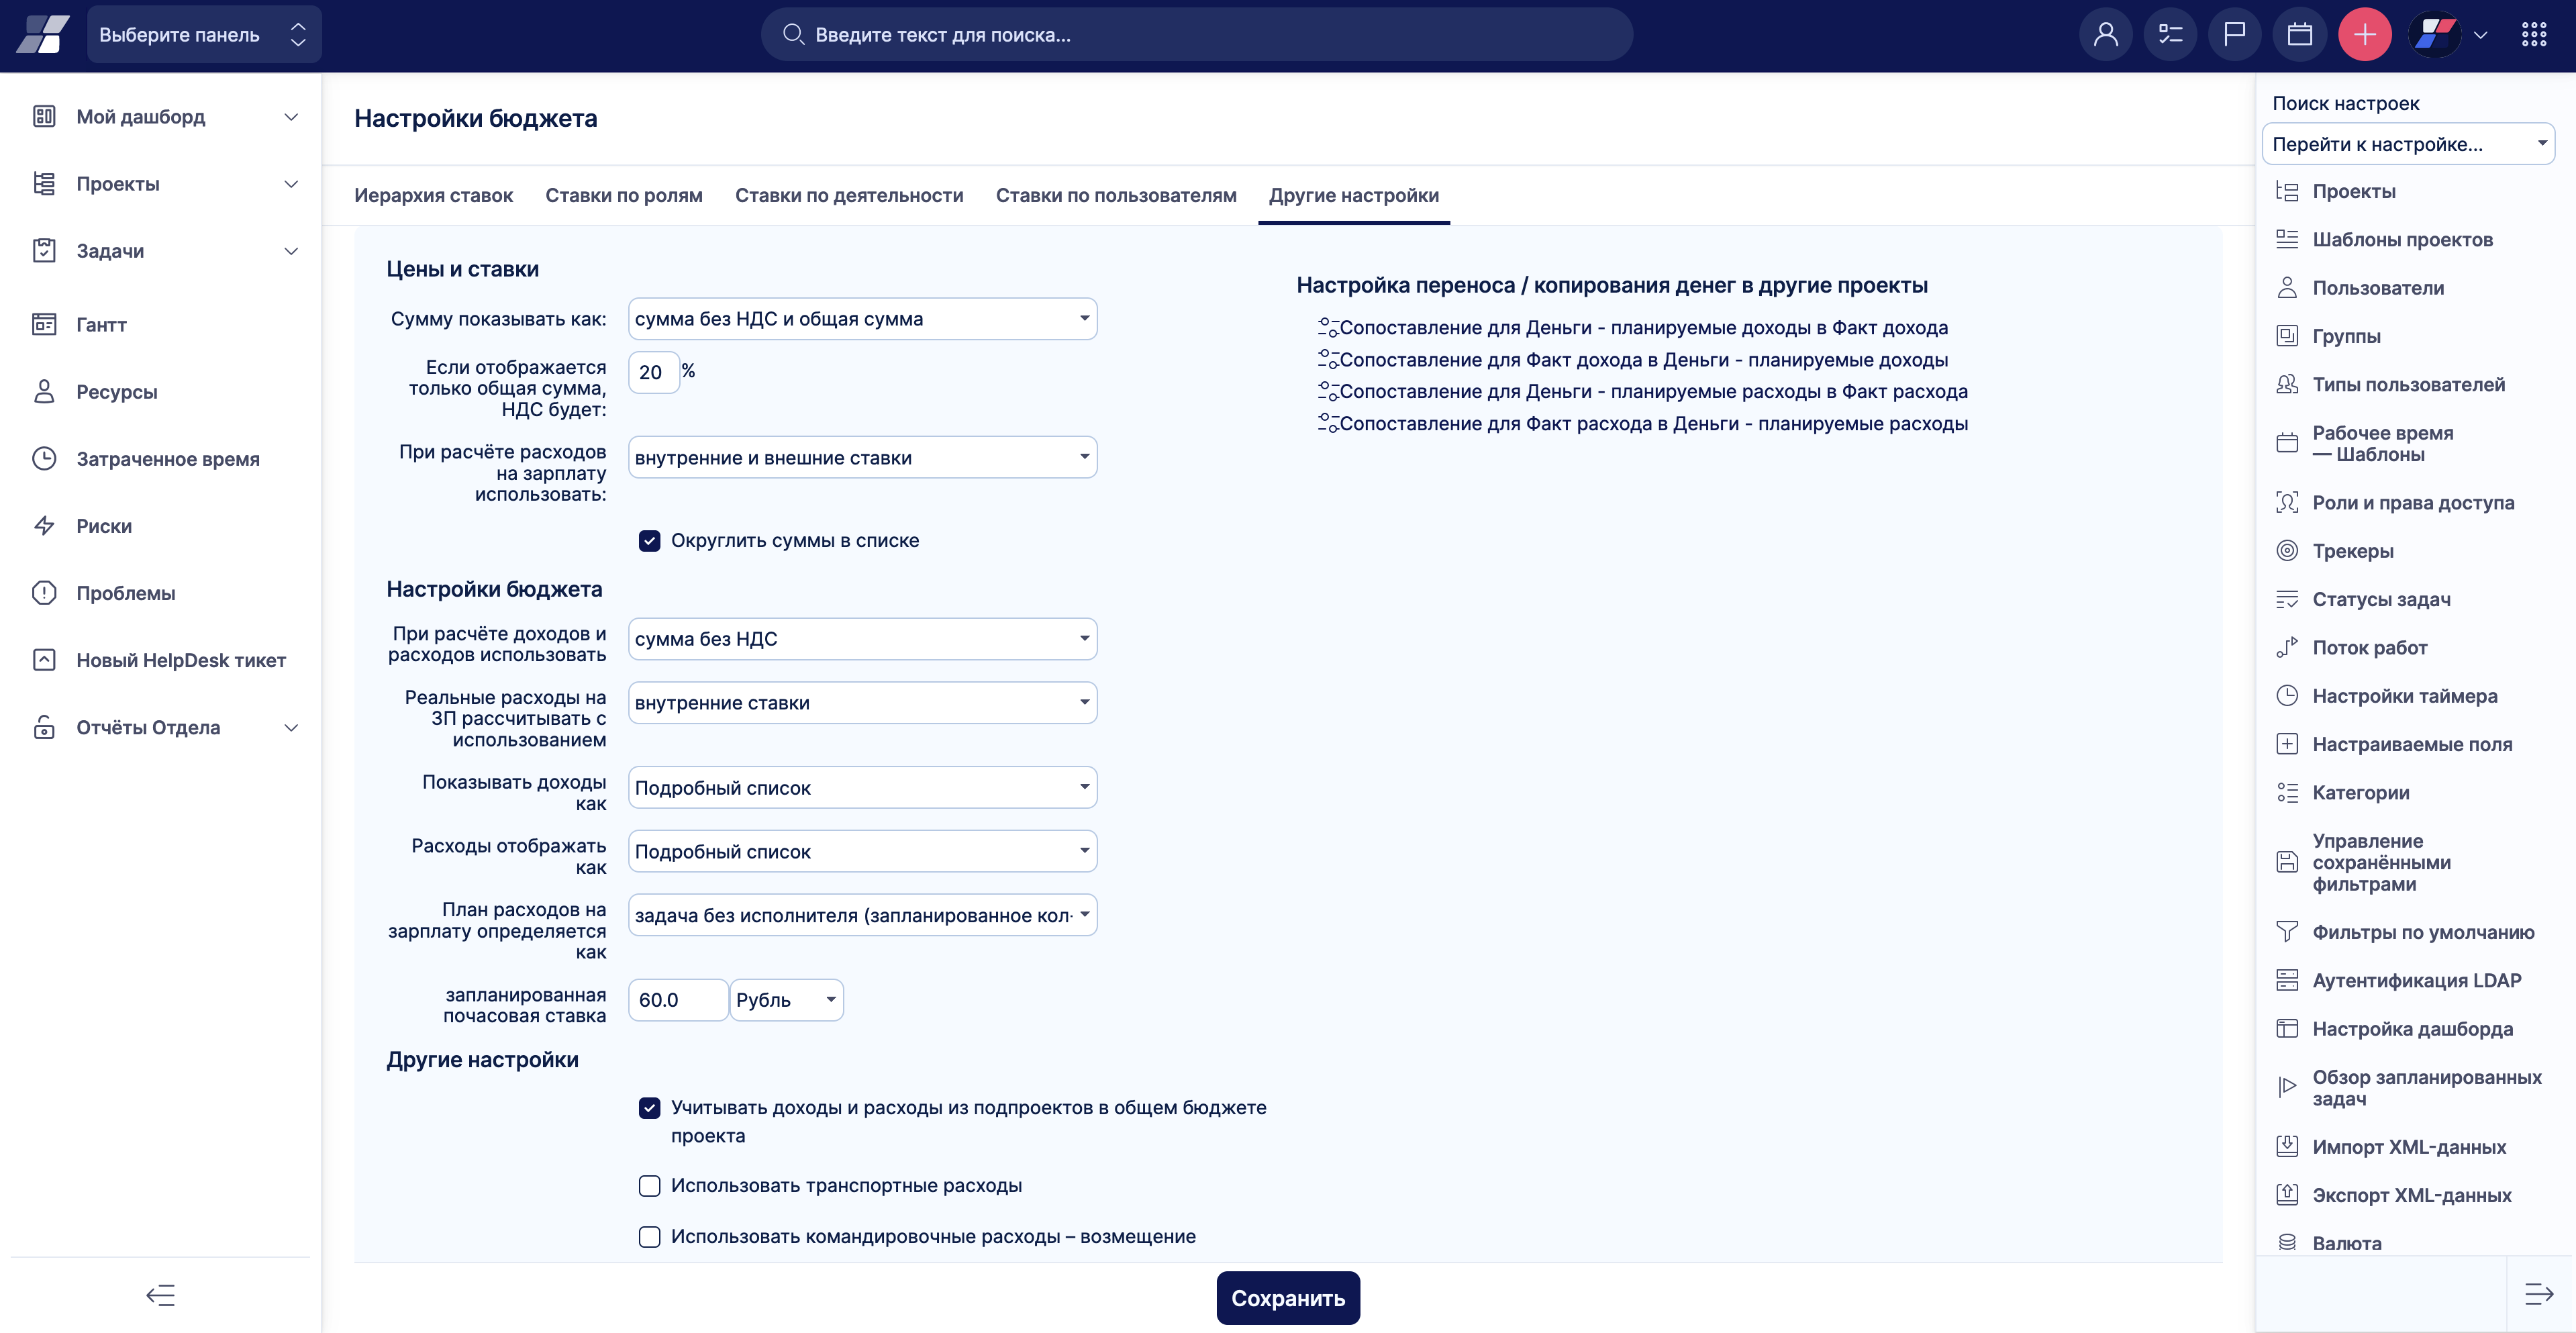 Выберите панель
Введите текст для поиска...
Мой дашборд
Проекты
Задачи
Гантт
Ресурсы
Затраченное время
Риски
Проблемы
Новый HelpDesk тикет
Отчёты Отдела
Настройки бюджета
Иерархия ставок
Ставки по ролям
Ставки по деятельности
Ставки по пользователям
Другие настройки
Цены и ставки
Сумму показывать как:
сумма без НДС и общая сумма
Если отображается
только общая сумма,
НДС будет:
20
%
При расчёте расходов
на зарплату
использовать:
внутренние и внешние ставки
Округлить суммы в списке
Настройки бюджета
При расчёте доходов и
расходов использовать
сумма без НДС
Реальные расходы на
ЗП рассчитывать с
использованием
внутренние ставки
Показывать доходы
как
Подробный список
Расходы отображать
как
Подробный список
План расходов на
зарплату определяется
как
задача без исполнителя (запланированное кол-
запланированная
почасовая ставка
60.0
Рубль
Другие настройки
Учитывать доходы и расходы из подпроектов в общем бюджете
проекта
Использовать транспортные расходы
Использовать командировочные расходы – возмещение
Настройка переноса / копирования денег в другие проекты
Сопоставление для Деньги - планируемые доходы в Факт дохода
Сопоставление для Факт дохода в Деньги - планируемые доходы
Сопоставление для Деньги - планируемые расходы в Факт расхода
Сопоставление для Факт расхода в Деньги - планируемые расходы
Сохранить
Поиск настроек
Перейти к настройке...
Проекты
Шаблоны проектов
Пользователи
Группы
Типы пользователей
Рабочее время
— Шаблоны
Роли и права доступа
Трекеры
Статусы задач
Поток работ
Настройки таймера
Настраиваемые поля
Категории
Управление
сохранёнными
фильтрами
Фильтры по умолчанию
Аутентификация LDAP
Настройка дашборда
Обзор запланированных
задач
Импорт XML-данных
Экспорт XML-данных
Валюта